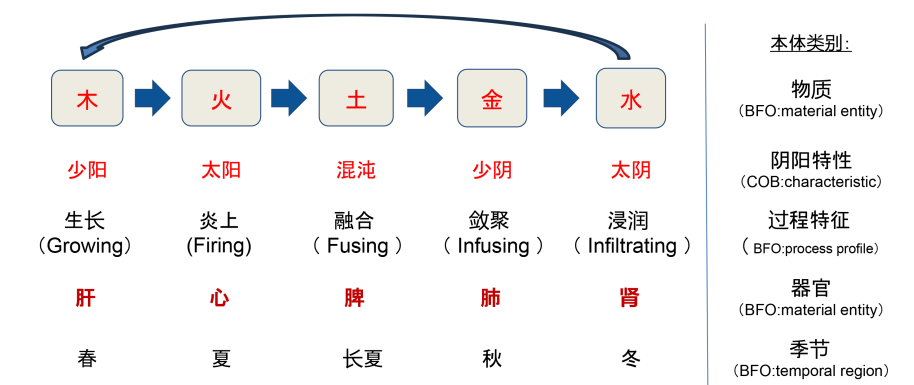 本体类别:
木 火 土 金 水
物质
(BFO:material entity)
少阳 太阳 混沌 少阴 太阴
阴阳特性
(COB:characteristic)
生长 炎上 融合 敛聚 浸润
(Growing) (Firing) ( Fusing ) ( Infusing ) ( Infiltrating )
过程特征
( BFO:process profile)
肝 心 脾 肺 肾
器官
(BFO:material entity)
春 夏 长夏 秋 冬
季节
(BFO:temporal region)